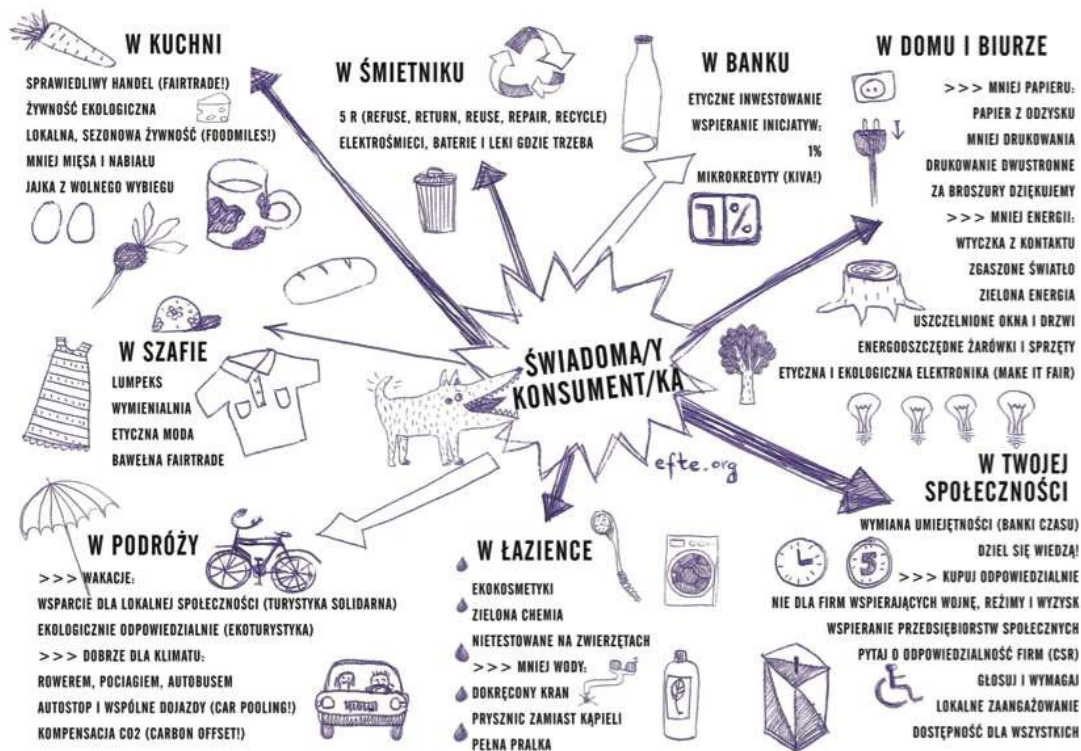 W KUCHNI
SPRAWIEDLIWY HANDEL (FAIRTRADE!)
ŻYWNOŚĆ EKOLOGICZNA
LOKALNA, SEZONOWA ŻYWNOŚĆ (FOODMILES!)
MNIEJ MIĘSA I NABIAŁU
JAJKA Z WOLNEGO WYBIEGU
W ŚMIETNIKU
5 R (REFUSE, RETURN, REUSE, REPAIR, RECYCLE)
ELEKTROŚMIECI, BATERIE I LEKI GDZIE TRZEBA
W BANKU
ETYCZNE INWESTOWANIE
WSPIERANIE INICJATYW:
1%
MIKROKREDYTY (KIVA!)
1%
W DOMU I BIURZE
>>> MNIEJ PAPIERU:
PAPIER Z ODZYSKU
MNIEJ DRUKOWANIA
DRUKOWANIE DWUSTRONNE
ZA BROSZURY DZIĘKUJEMY
>>> MNIEJ ENERGII:
WTYCZKA Z KONTAKTU
ZGASZONE ŚWIATŁO
ZIELONA ENERGIA
USZCZELNIONE OKNA I DRZWI
ENERGOOSZCZĘDNE ŻARÓWKI I SPRZĘTY
ETYCZNA I EKOLOGICZNA ELEKTRONIKA (MAKE IT FAIR)
W SZAFIE
LUMPEKS
WYMIENIALNIA
ETYCZNA MODA
BAWEŁNA FAIRTRADE
ŚWIADOMA/Y
KONSUMENT/KA
efte.org
W PODRÓŻY
>>> WAKACJE:
WSPARCIE DLA LOKALNEJ SPOŁECZNOŚCI (TURYSTYKA SOLIDARNA)
EKOLOGICZNIE ODPOWIEDZIALNIE (EKOTURYSTYKA)
>>> DOBRZE DLA KLIMATU:
ROWEREM, POCIĄGIEM, AUTOBUSEM
AUTOSTOP I WSPÓLNE DOJAZDY (CAR POOLING!)
KOMPENSACJA CO2 (CARBON OFFSET!)
W ŁAZIENCE
EKOKOSMETYKI
ZIELONA CHEMIA
NIETESTOWANE NA ZWIERZĘTACH
>>> MNIEJ WODY:
DOKRĘCONY KRAN
PRYSZNIC ZAMIAST KĄPIELI
PEŁNA PRALKA
W TWOJEJ
SPOŁECZNOŚCI
WYMIANA UMIEJĘTNOŚCI (BANKI CZASU)
DZIEL SIĘ WIEDZĄ!
5
>>> KUPUJ ODPOWIEDZIALNIE
NIE DLA FIRM WSPIERAJĄCYCH WOJNĘ, REŻIMY I WYZYSK
WSPIERANIE PRZEDSIĘBIORSTW SPOŁECZNYCH
PYTAJ O ODPOWIEDZIALNOŚĆ FIRM (CSR)
GŁOSUJ I WYMAGAJ
LOKALNE ZAANGAŻOWANIE
DOSTĘPNOŚĆ DLA WSZYSTKICH